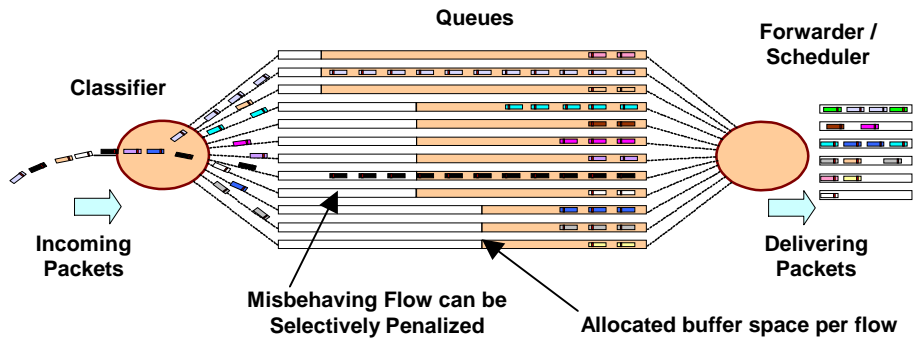 Queues
Forwarder /
Scheduler
Classifier
Incoming
Packets
Delivering
Packets
Misbehaving Flow can be
Selectively Penalized
Allocated buffer space per flow